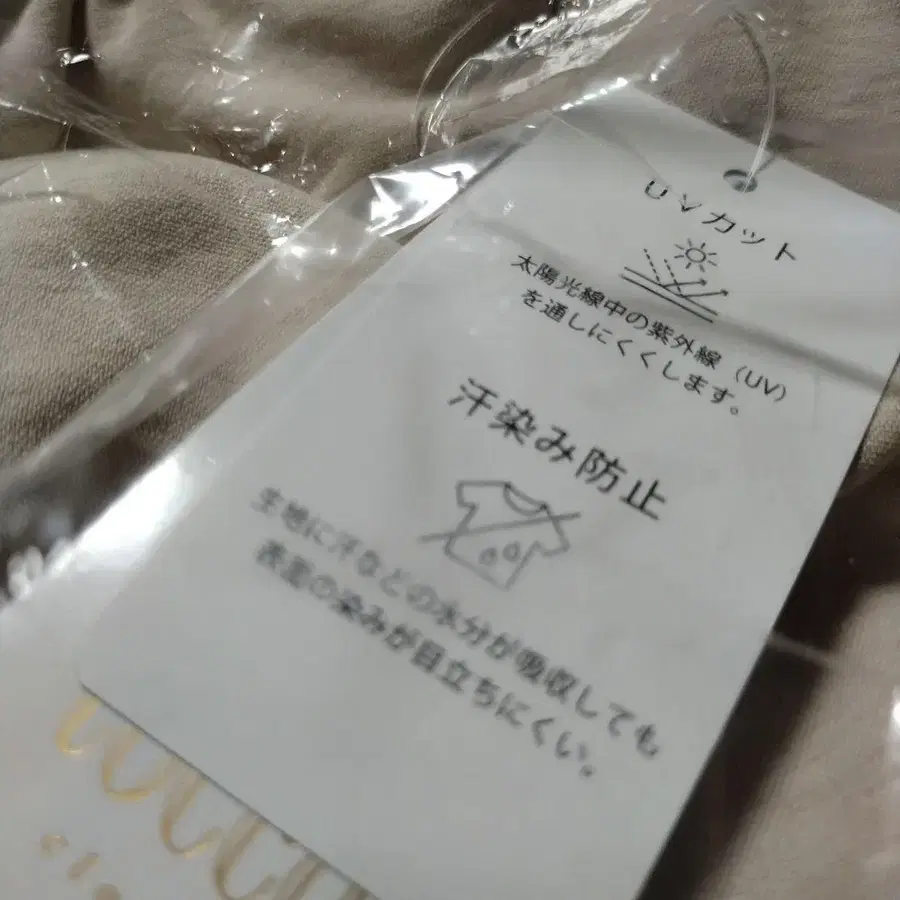 UVカット
太陽光線中の紫外線（UV）
を通しにくくします。
汗染み防止
生地に汗などの水分が吸収しても
表面の染みが目立ちにくい。